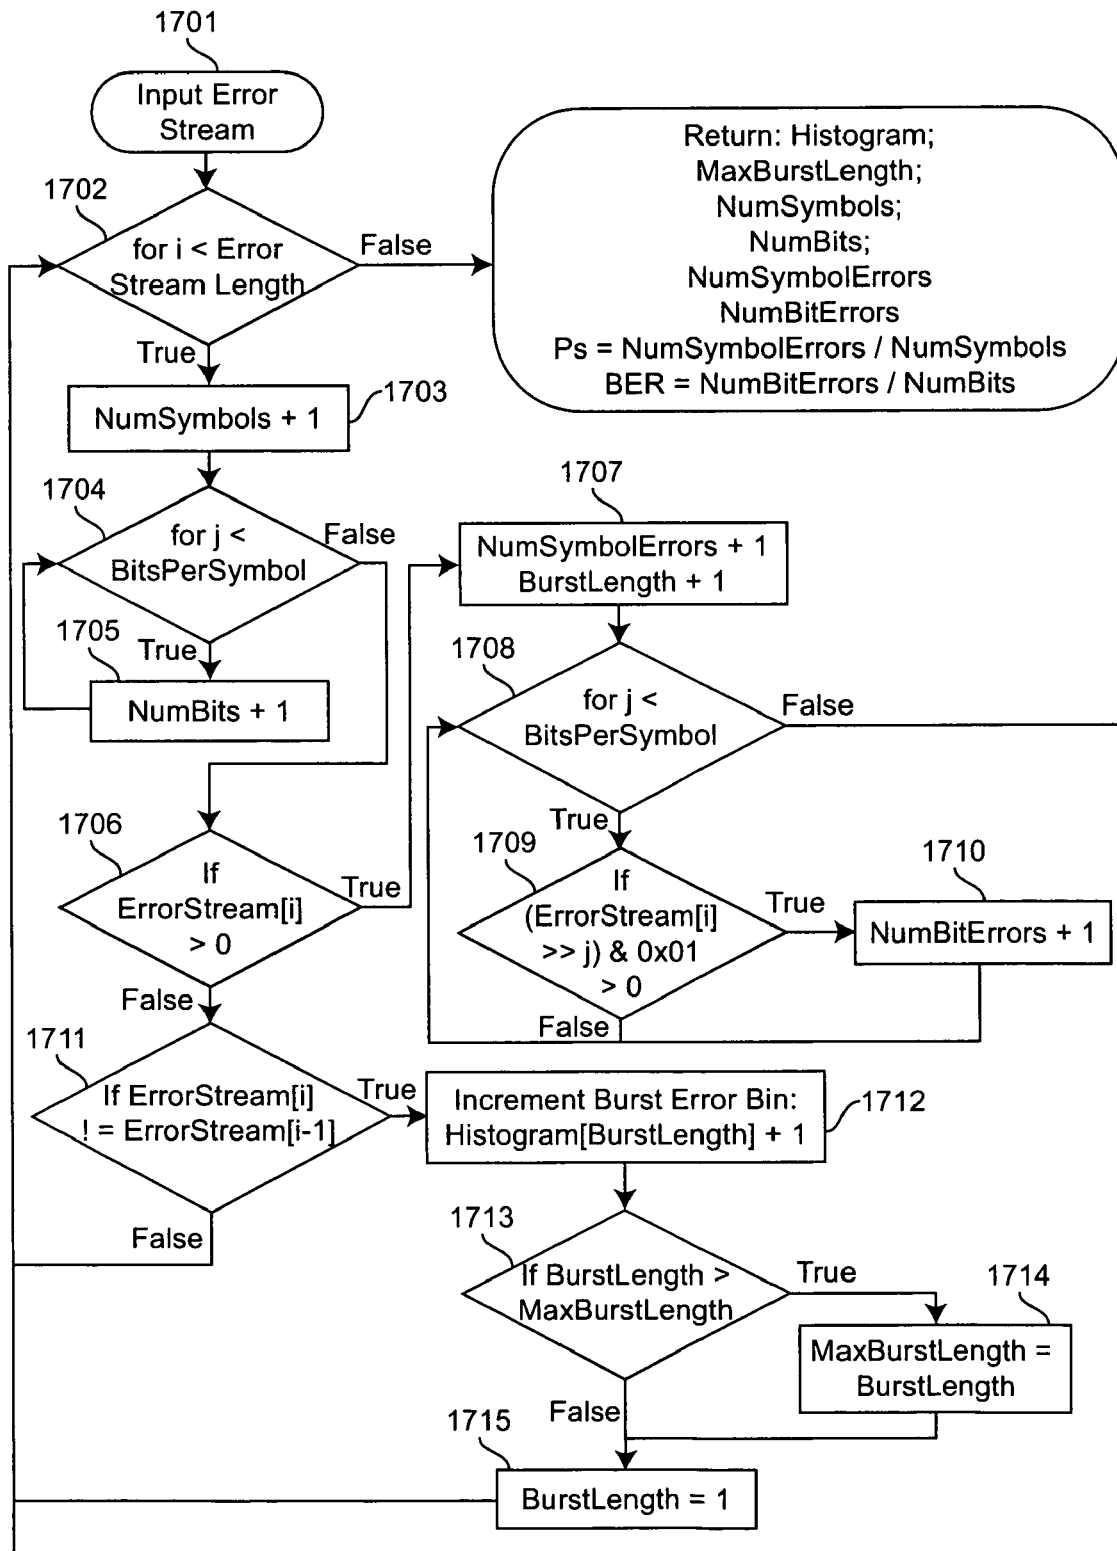 1701
Input Error
Stream
1702
for i < Error
Stream Length
False
True
Return: Histogram;
MaxBurstLength;
NumSymbols;
NumBits;
NumSymbolErrors
NumBitErrors
Ps = NumSymbolErrors / NumSymbols
BER = NumBitErrors / NumBits
NumSymbols + 1
1703
1704
for j <
BitsPerSymbol
False
True
1705
NumBits + 1
1706
If
ErrorStream[i]
> 0
True
False
1707
NumSymbolErrors + 1
BurstLength + 1
1708
for j <
BitsPerSymbol
False
True
1709
If
(ErrorStream[i]
>> j) & 0x01
> 0
True
False
1710
NumBitErrors + 1
1711
If ErrorStream[i]
! = ErrorStream[i-1]
True
False
Increment Burst Error Bin:
Histogram[BurstLength] + 1
1712
1713
If BurstLength >
MaxBurstLength
True
False
1714
MaxBurstLength =
BurstLength
1715
BurstLength = 1